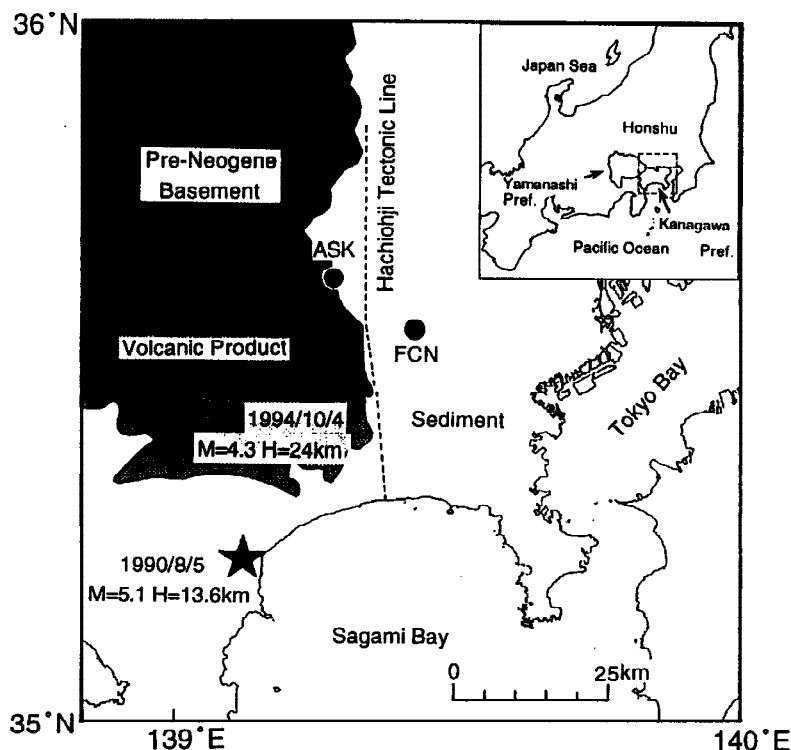 36°N
Japan Sea
Honshu
Yamanashi
Pref.
Kanagawa
Pref.
Pacific Ocean
Pre-Neogene
Basement
Hachiohji Tectonic Line
ASK
FCN
Volcanic Product
Tokyo Bay
1994/10/4
M=4.3 H=24km
Sediment
1990/8/5
M=5.1 H=13.6km
Sagami Bay
0 25km
35°N
139°E
140°E